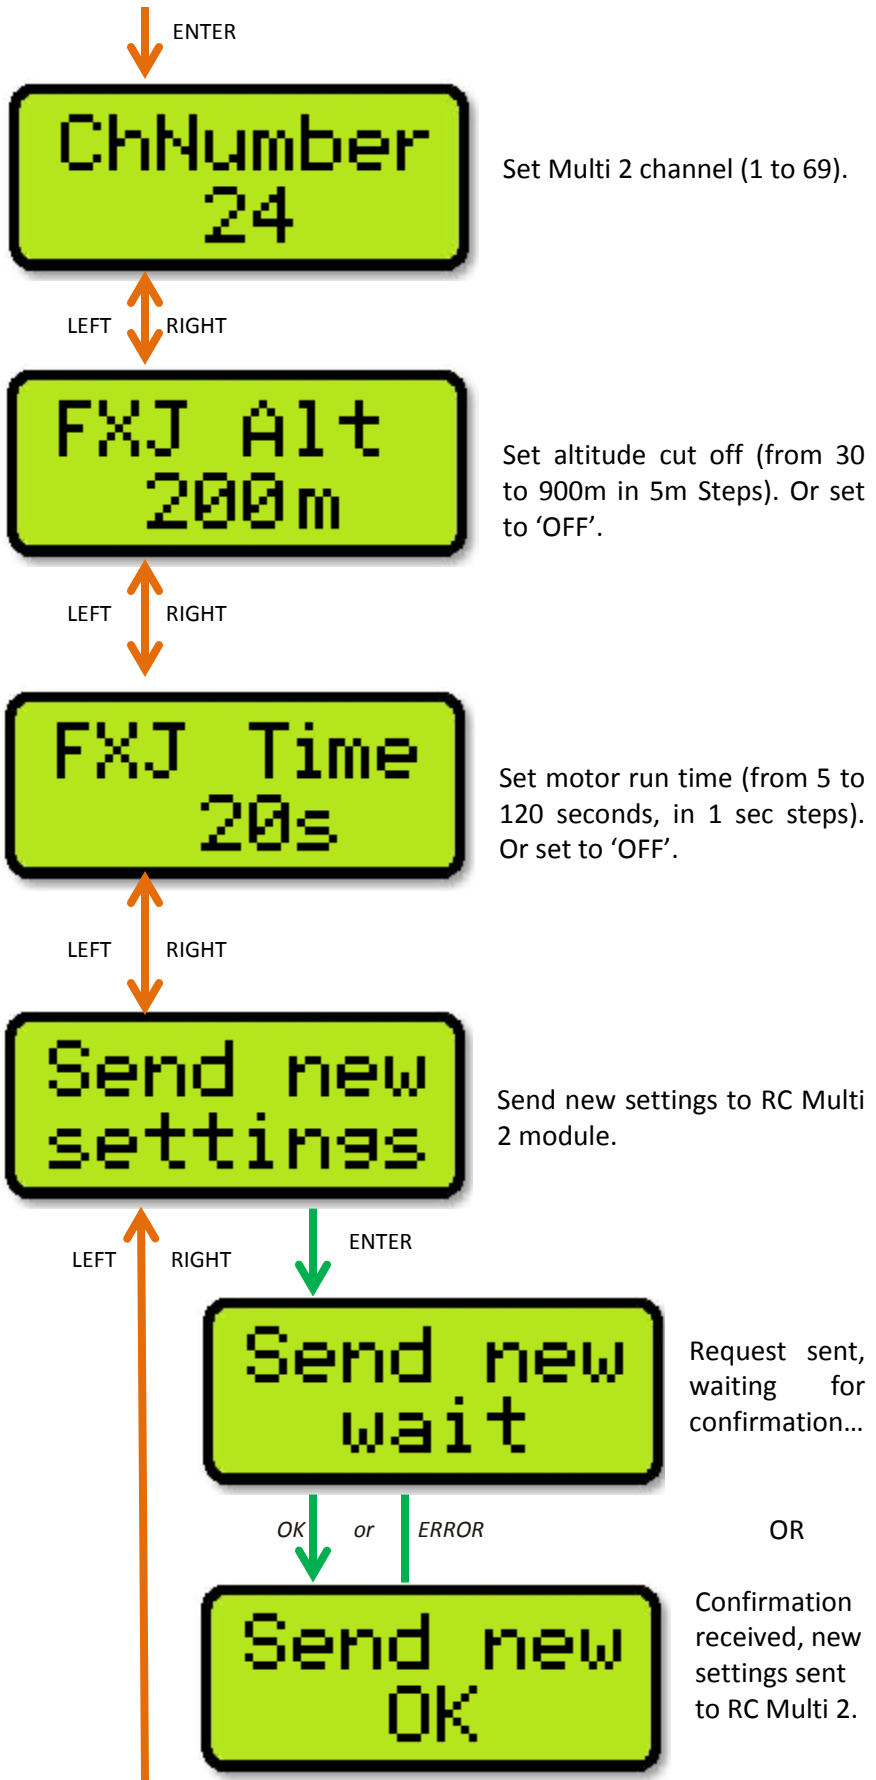 ENTER
ChNumber
24
Set Multi 2 channel (1 to 69).
LEFT RIGHT
FXJ Alt
200m
Set altitude cut off (from 30
to 900m in 5m Steps). Or set
to ‘OFF’.
LEFT RIGHT
FXJ Time
20s
Set motor run time (from 5 to
120 seconds, in 1 sec steps).
Or set to ‘OFF’.
LEFT RIGHT
Send new
settings
Send new settings to RC Multi
2 module.
LEFT RIGHT ENTER
Send new
wait
Request sent,
waiting for
confirmation…
OK or ERROR
OR
Send new
OK
Confirmation
received, new
settings sent
to RC Multi 2.